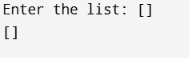 Enter the list: []
[]